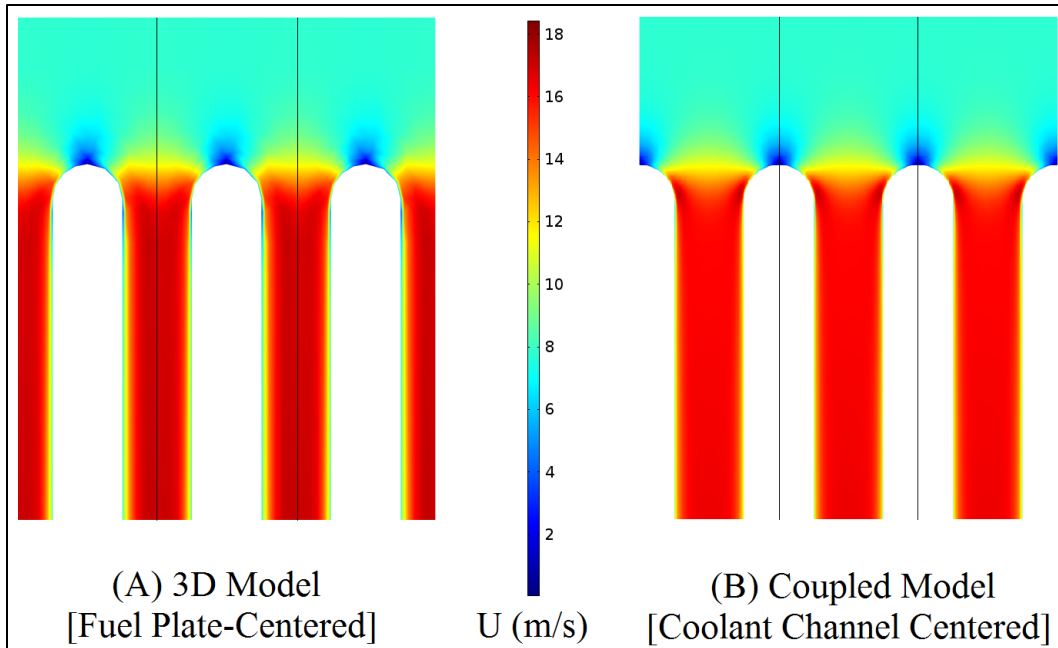 18
16
14
12
10
8
6
4
2
(A) 3D Model
[Fuel Plate-Centered]
U (m/s)
(B) Coupled Model
[Coolant Channel Centered]